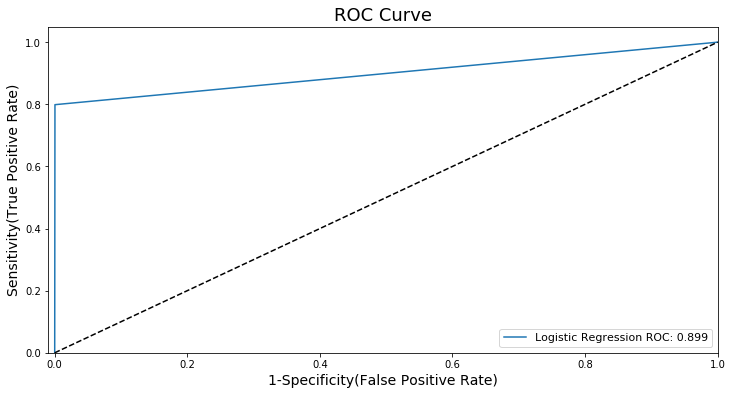 ROC Curve
Sensitivity(True Positive Rate)
1.0
0.8
0.6
0.4
0.2
0.0
0.0 0.2 0.4 0.6 0.8 1.0
1-Specificity(False Positive Rate)
Logistic Regression ROC: 0.899